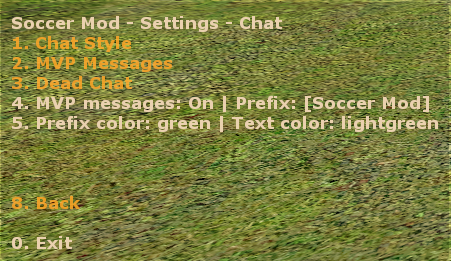 Soccer Mod - Settings - Chat
1. Chat Style
2. MVP Messages
3. Dead Chat
4. MVP messages: On | Prefix: [Soccer Mod]
5. Prefix color: green | Text color: lightgreen
8. Back
0. Exit